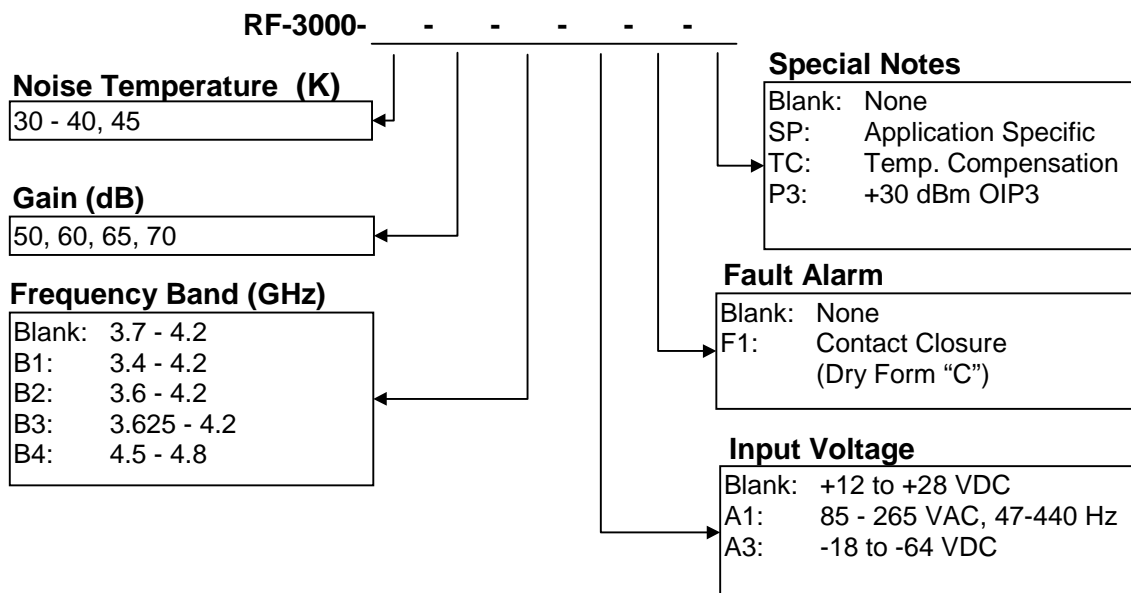 RF-3000- - - - - -
Noise Temperature (K)
30 - 40, 45
Gain (dB)
50, 60, 65, 70
Frequency Band (GHz)
Blank: 3.7 - 4.2
B1: 3.4 - 4.2
B2: 3.6 - 4.2
B3: 3.625 - 4.2
B4: 4.5 - 4.8
Special Notes
Blank: None
SP: Application Specific
TC: Temp. Compensation
P3: +30 dBm OIP3
Fault Alarm
Blank: None
F1: Contact Closure
(Dry Form “C”)
Input Voltage
Blank: +12 to +28 VDC
A1: 85 - 265 VAC, 47-440 Hz
A3: -18 to -64 VDC